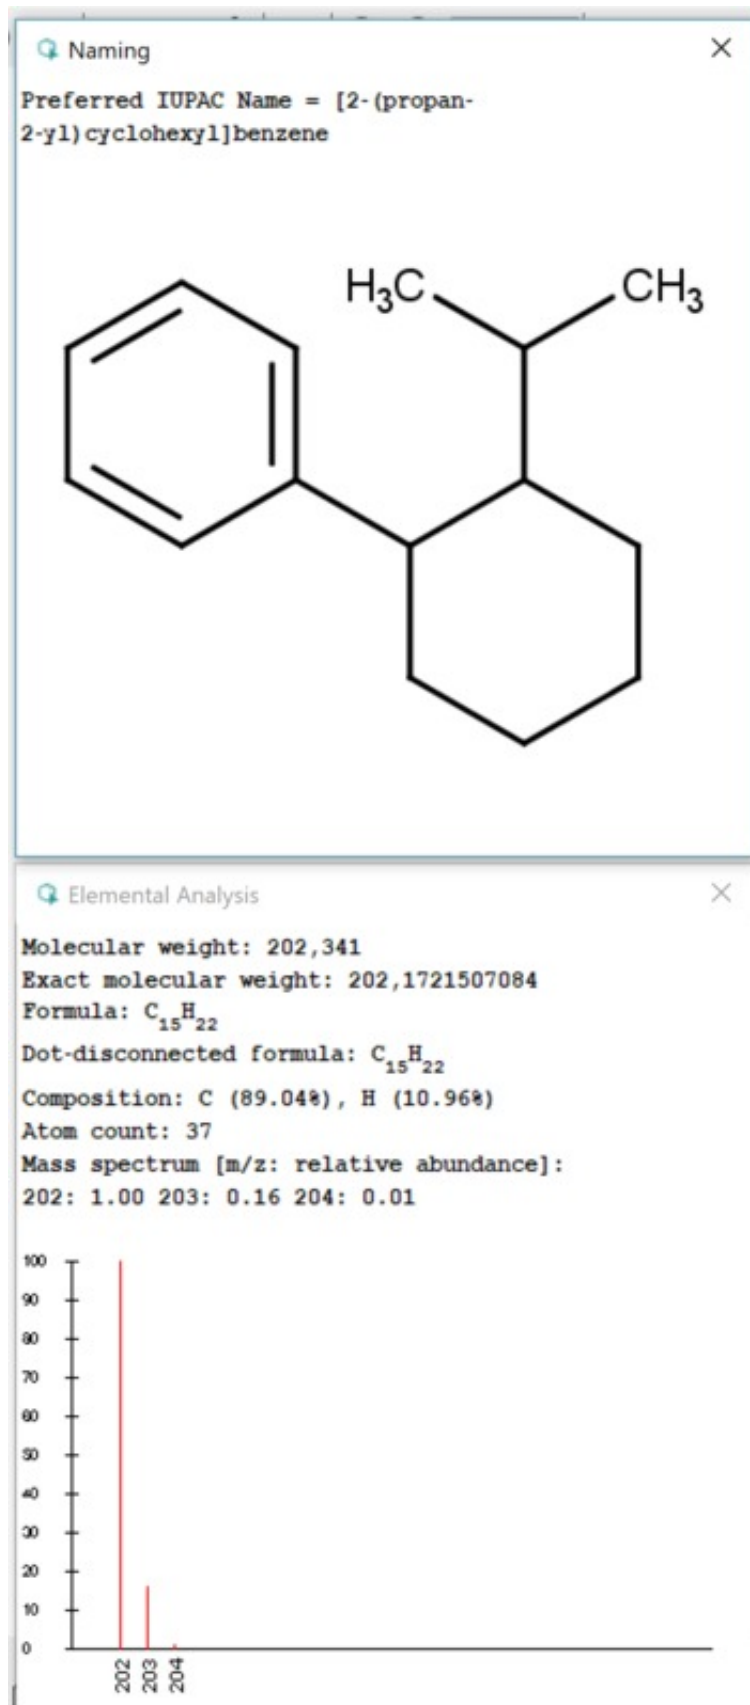 Naming
Preferred IUPAC Name = [2-(propan-
2-yl)cyclohexyl]benzene
H₃C CH₃
Elemental Analysis
Molecular weight: 202,341
Exact molecular weight: 202,1721507084
Formula: C₁₅H₂₂
Dot-disconnected formula: C₁₅H₂₂
Composition: C (89.04%), H (10.96%)
Atom count: 37
Mass spectrum [m/z: relative abundance]:
202: 1.00 203: 0.16 204: 0.01
100
90
80
70
60
50
40
30
20
10
0
202 203 204